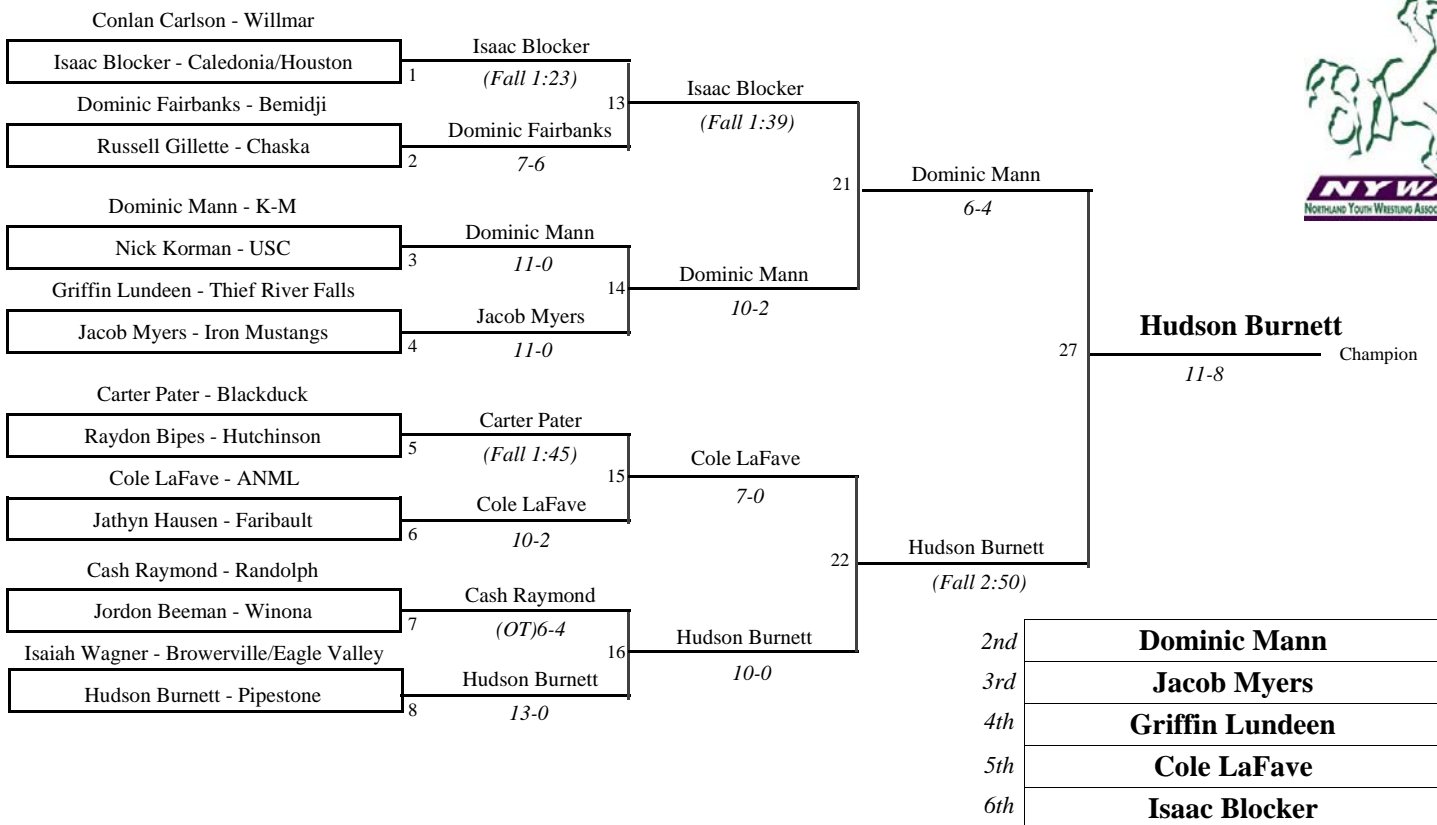 Conlan Carlson - Willmar
Isaac Blocker - Caledonia/Houston
1
Dominic Fairbanks - Bemidji
Russell Gillette - Chaska
2
Dominic Mann - K-M
Nick Korman - USC
3
Griffin Lundeen - Thief River Falls
Jacob Myers - Iron Mustangs
4
Carter Pater - Blackduck
Raydon Bipes - Hutchinson
5
Cole LaFave - ANML
Jathyn Hausen - Faribault
6
Cash Raymond - Randolph
Jordon Beeman - Winona
7
Isaiah Wagner - Browerville/Eagle Valley
Hudson Burnett - Pipestone
8
Isaac Blocker
(Fall 1:23)
13
Dominic Fairbanks
7-6
Dominic Mann
11-0
14
Jacob Myers
11-0
Carter Pater
(Fall 1:45)
15
Cole LaFave
10-2
Cash Raymond
(OT)6-4
16
Hudson Burnett
13-0
Isaac Blocker
(Fall 1:39)
21
Dominic Mann
10-2
Cole LaFave
7-0
22
Hudson Burnett
10-0
Dominic Mann
6-4
27
Hudson Burnett
(Fall 2:50)
Hudson Burnett
Champion
11-8
2nd Dominic Mann
3rd Jacob Myers
4th Griffin Lundeen
5th Cole LaFave
6th Isaac Blocker
Northland Youth Wrestling